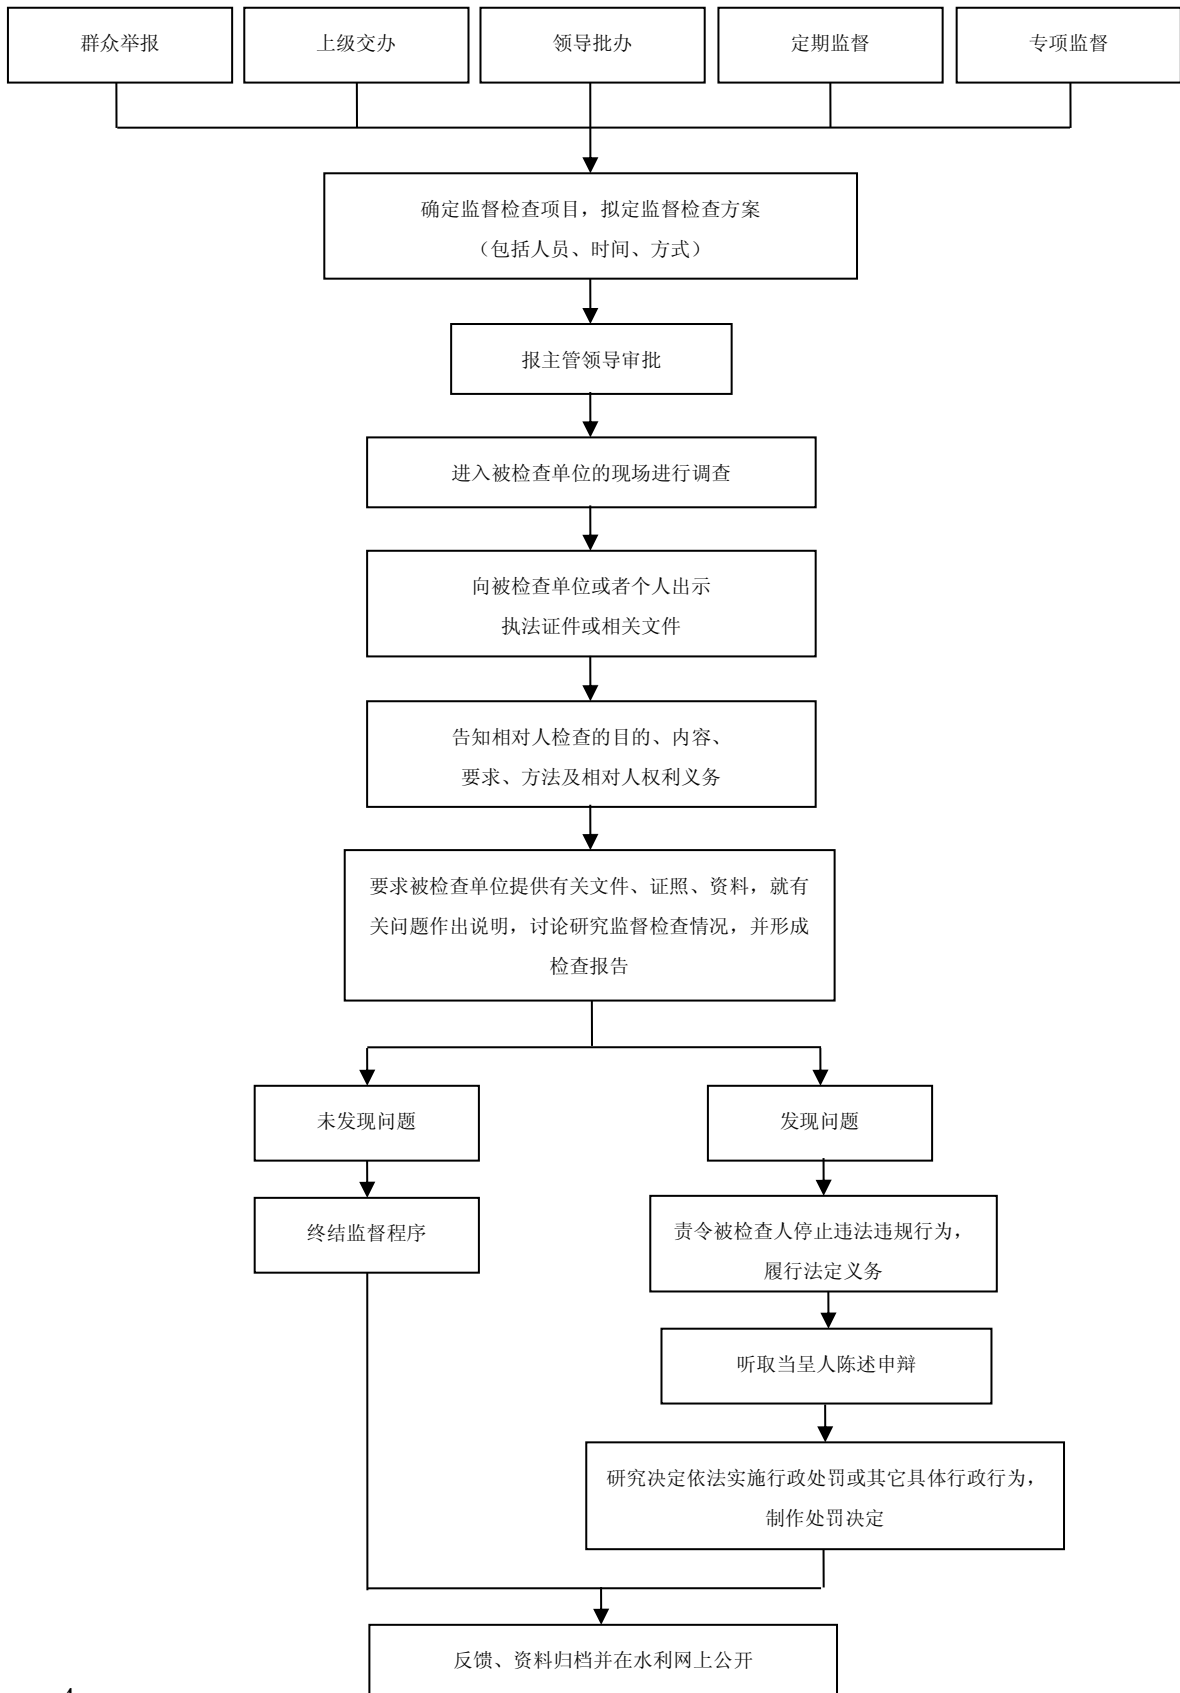 群众举报
上级交办
领导批办
定期监督
专项监督
确定监督检查项目，拟定监督检查方案
（包括人员、时间、方式）
报主管领导审批
进入被检查单位的现场进行调查
向被检查单位或者个人出示
执法证件或相关文件
告知相对人检查的目的、内容、
要求、方法及相对人权利义务
要求被检查单位提供有关文件、证照、资料，就有
关问题作出说明，讨论研究监督检查情况，并形成
检查报告
未发现问题
发现问题
终结监督程序
责令被检查人停止违法违规行为，
履行法定义务
听取当呈人陈述申辩
研究决定依法实施行政处罚或其它具体行政行为，
制作处罚决定
反馈、资料归档并在水利网上公开